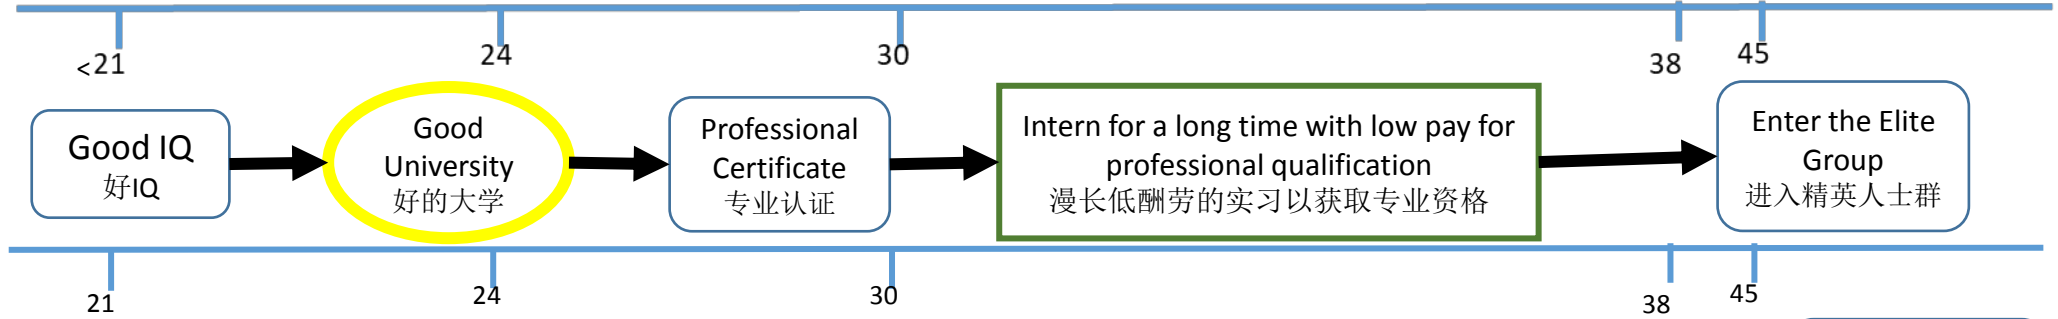 <21
24
30
38
45
Good IQ
好IQ
Good
University
好的大学
Professional
Certificate
专业认证
Intern for a long time with low pay for
professional qualification
漫长低酬劳的实习以获取专业资格
Enter the Elite
Group
进入精英人士群
21
24
30
38
45